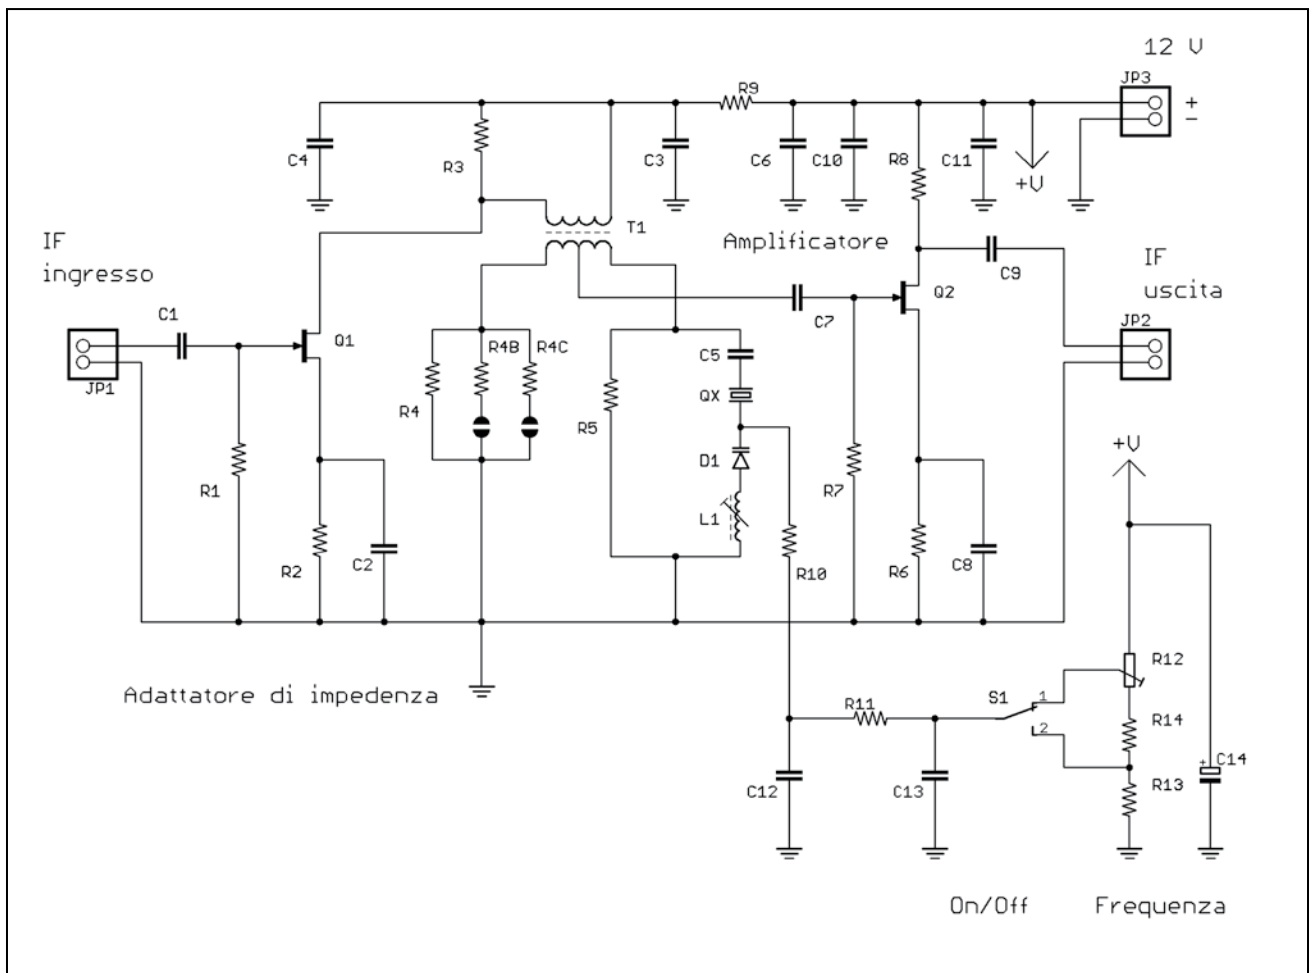 12 V
JP3
R9
+
-
C4
R3
C3
C6
C10
R8
C11
+V
T1
IF
ingresso
Amplificatore
IF
uscita
C9
Q2
C1
C7
JP2
Q1
R4B
R4C
C5
JP1
QX
R4
R5
+V
D1
R1
R7
L1
R2
C2
R10
R6
C8
R12
Adattatore di impedenza
S1
1
R11
R14
2
+
C14
C12
C13
R13
On/Off
Frequenza